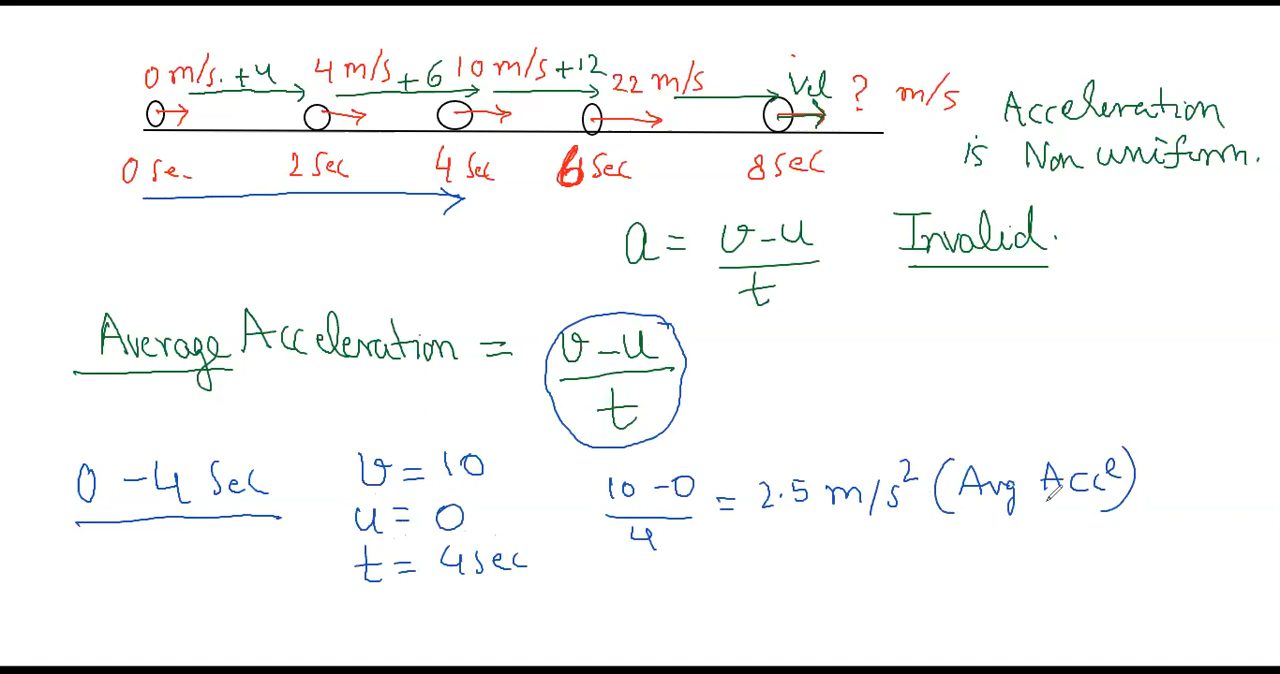 0 m/s. +4 4 m/s +6 10 m/s +12 22 m/s Vel ? m/s
0 Se 2 Sec 4 Sec 6 Sec 8 Sec
Acceleration
is Non uniform.
a = v - u / t Invalid.
Average Acceleration = v - u / t
0 - 4 Sec
v = 10
u = 0
t = 4 sec
10 - 0 / 4 = 2.5 m/s² (Avg Accⁿ)